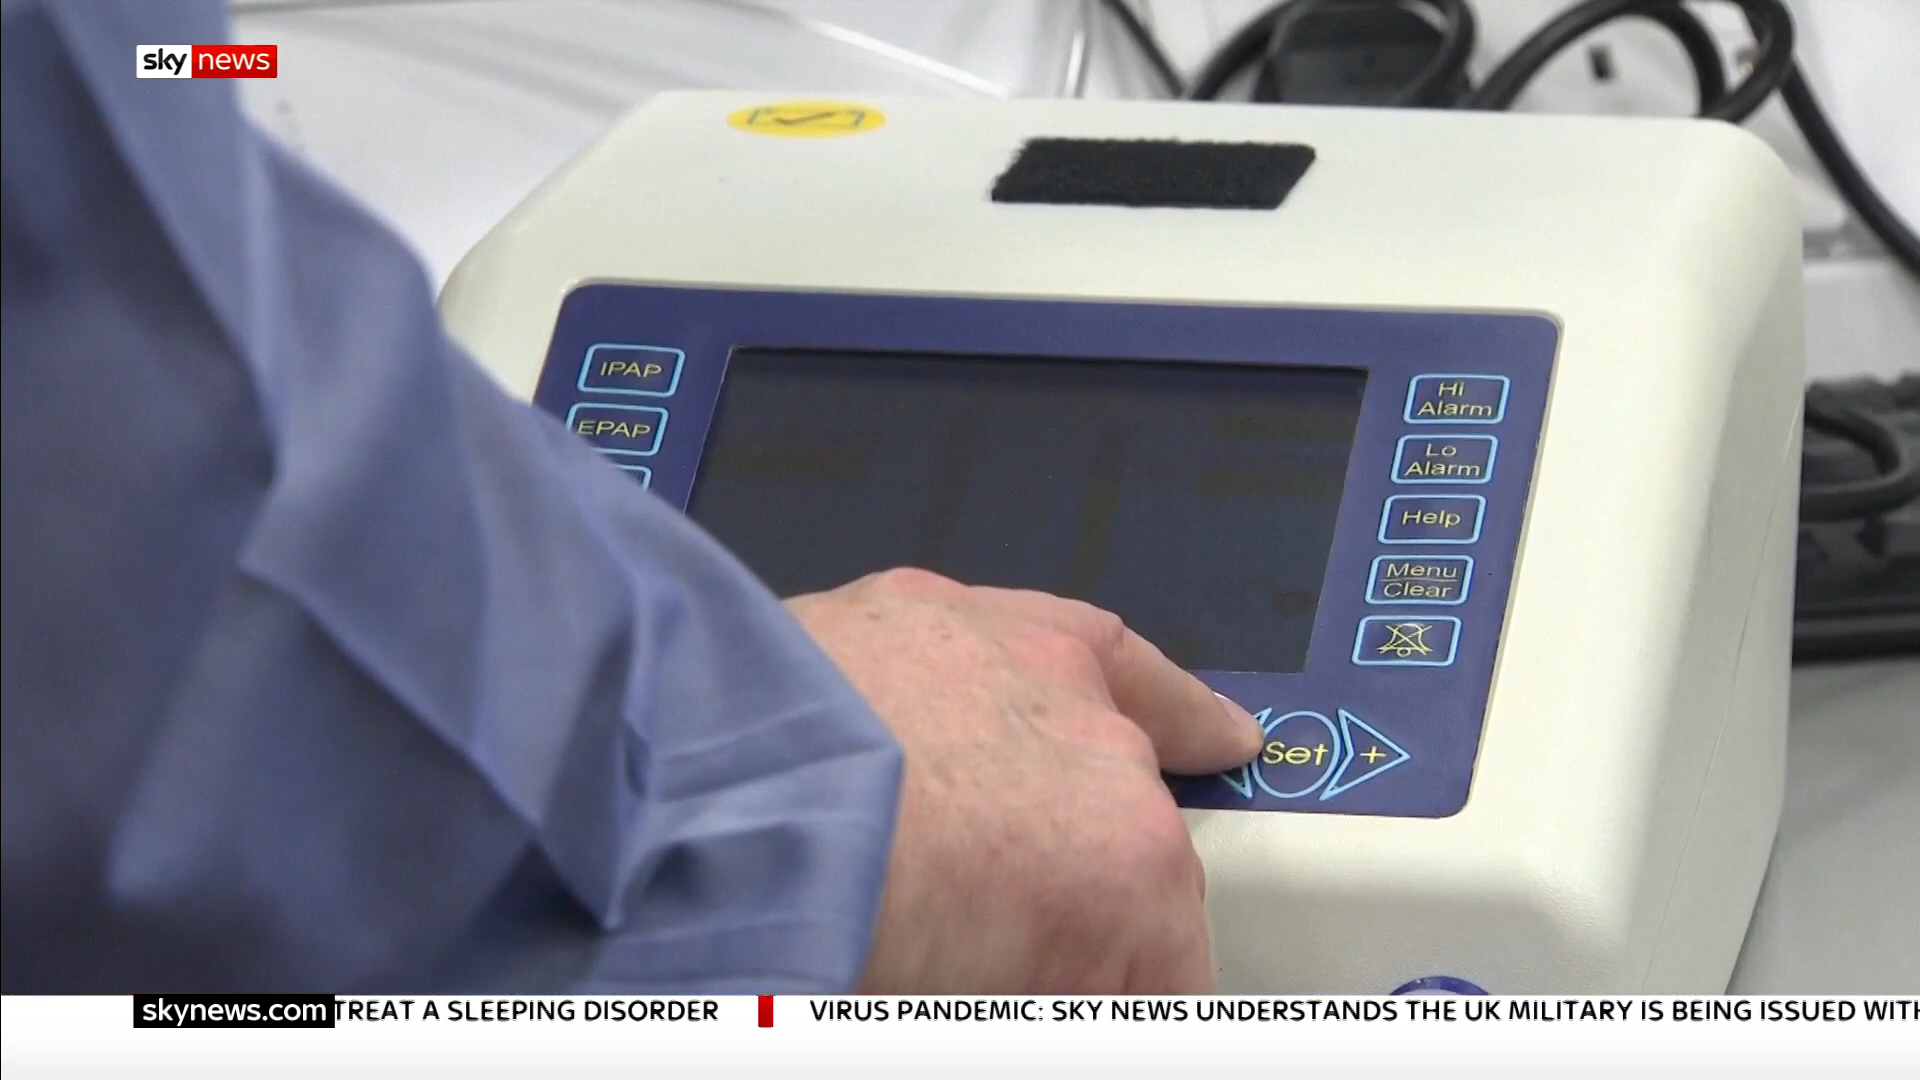 sky news
IPAP
EPAP
Hi
Alarm
Lo
Alarm
Help
Menu
Clear
Set +
skynews.com TREAT A SLEEPING DISORDER VIRUS PANDEMIC: SKY NEWS UNDERSTANDS THE UK MILITARY IS BEING ISSUED WITH